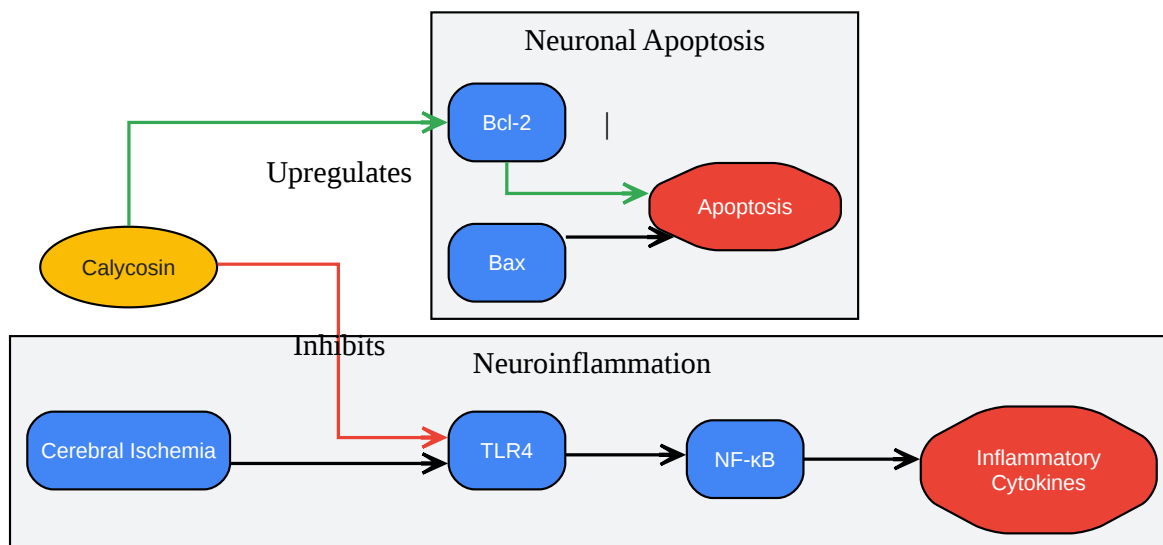 Neuronal Apoptosis
Bcl-2
|
Upregulates
Apoptosis
Bax
Calycosin
Inhibits
Neuroinflammation
Cerebral Ischemia
TLR4
NF-κB
Inflammatory
Cytokines